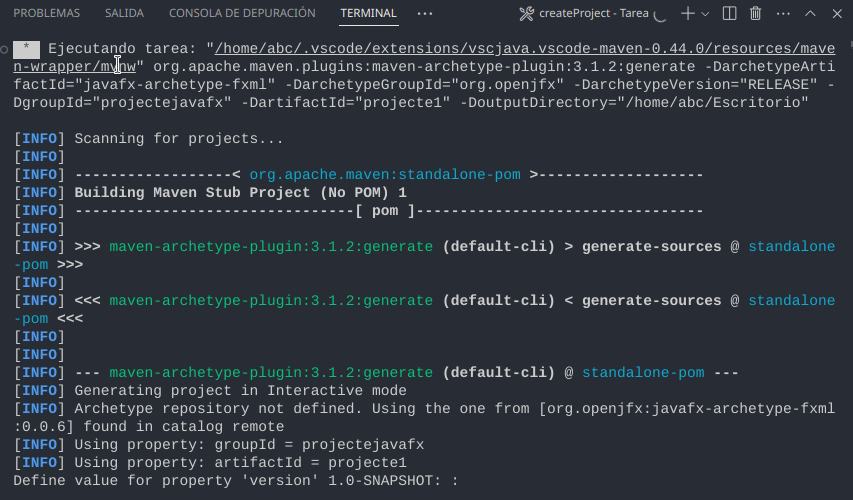 PROBLEMAS SALIDA CONSOLA DE DEPURACIÓN TERMINAL ··· createProject - Tarea
* Ejecutando tarea: "/home/abc/.vscode/extensions/vscjava.vscode-maven-0.44.0/resources/mave
n-wrapper/mvnw" org.apache.maven.plugins:maven-archetype-plugin:3.1.2:generate -DarchetypeArti
factId="javafx-archetype-fxml" -DarchetypeGroupId="org.openjfx" -DarchetypeVersion="RELEASE" -
DgroupId="projectejavafx" -DartifactId="projecte1" -DoutputDirectory="/home/abc/Escritorio"
[INFO] Scanning for projects...
[INFO]
[INFO] ------------------< org.apache.maven:standalone-pom >-------------------
[INFO] Building Maven Stub Project (No POM) 1
[INFO] --------------------------------[ pom ]---------------------------------
[INFO]
[INFO] >>> maven-archetype-plugin:3.1.2:generate (default-cli) > generate-sources @ standalone
-pom >>>
[INFO]
[INFO] <<< maven-archetype-plugin:3.1.2:generate (default-cli) < generate-sources @ standalone
-pom <<<
[INFO]
[INFO]
[INFO] --- maven-archetype-plugin:3.1.2:generate (default-cli) @ standalone-pom ---
[INFO] Generating project in Interactive mode
[INFO] Archetype repository not defined. Using the one from [org.openjfx:javafx-archetype-fxml
:0.0.6] found in catalog remote
[INFO] Using property: groupId = projectejavafx
[INFO] Using property: artifactId = projecte1
Define value for property 'version' 1.0-SNAPSHOT: :